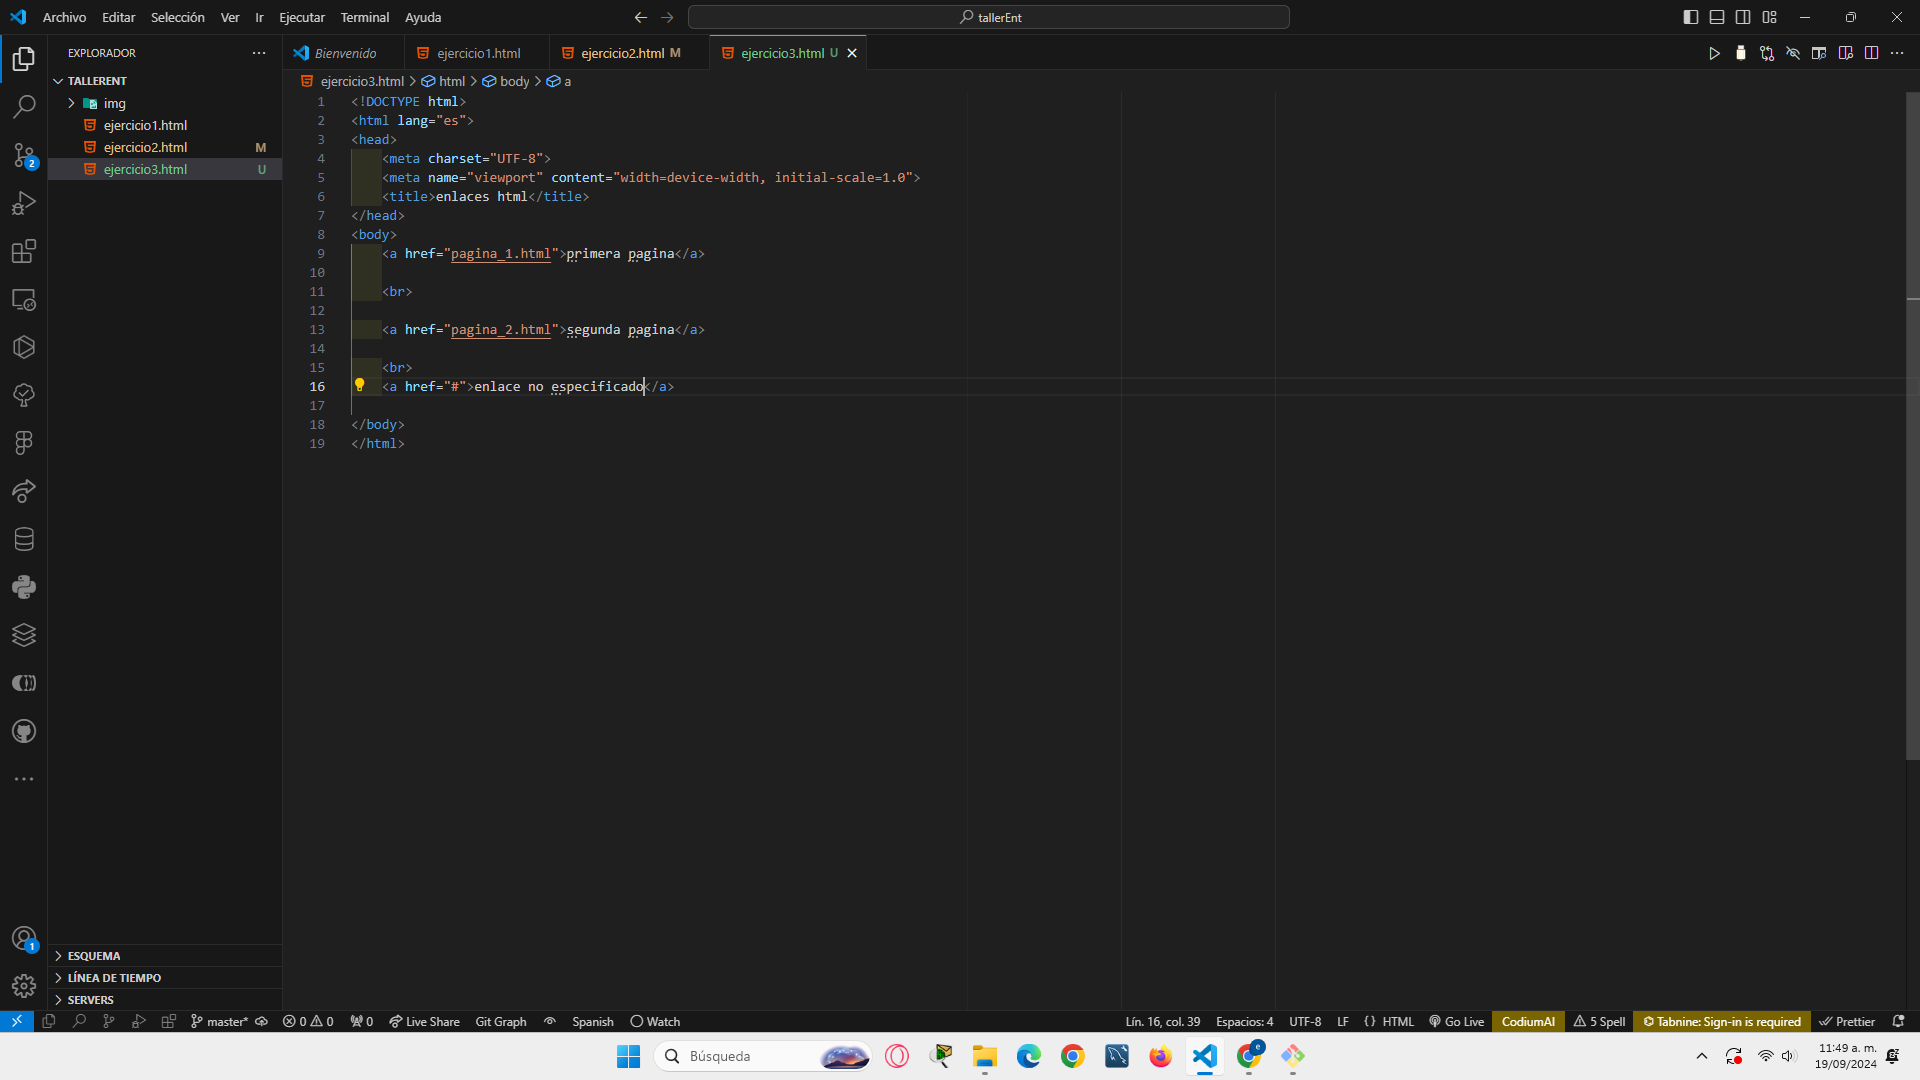 Archivo Editar Selección Ver Ir Ejecutar Terminal Ayuda
tallerEnt
EXPLORADOR
TALLERENT
img
ejercicio1.html
ejercicio2.html M
ejercicio3.html U
Bienvenido
ejercicio1.html
ejercicio2.html M
ejercicio3.html U
ejercicio3.html > html > body > a
1 <!DOCTYPE html>
2 <html lang="es">
3 <head>
4 <meta charset="UTF-8">
5 <meta name="viewport" content="width=device-width, initial-scale=1.0">
6 <title>enlaces html</title>
7 </head>
8 <body>
9 <a href="pagina_1.html">primera pagina</a>
10
11 <br>
12
13 <a href="pagina_2.html">segunda pagina</a>
14
15 <br>
16 <a href="#">enlace no especificado</a>
17
18 </body>
19 </html>
2
1
ESQUEMA
LÍNEA DE TIEMPO
SERVERS
master* 0 0 0 Live Share Git Graph Spanish Watch
Lín. 16, col. 39 Espacios: 4 UTF-8 LF HTML Go Live CodiumAI 5 Spell Tabnine: Sign-in is required Prettier
Búsqueda
e
11:49 a. m.
19/09/2024